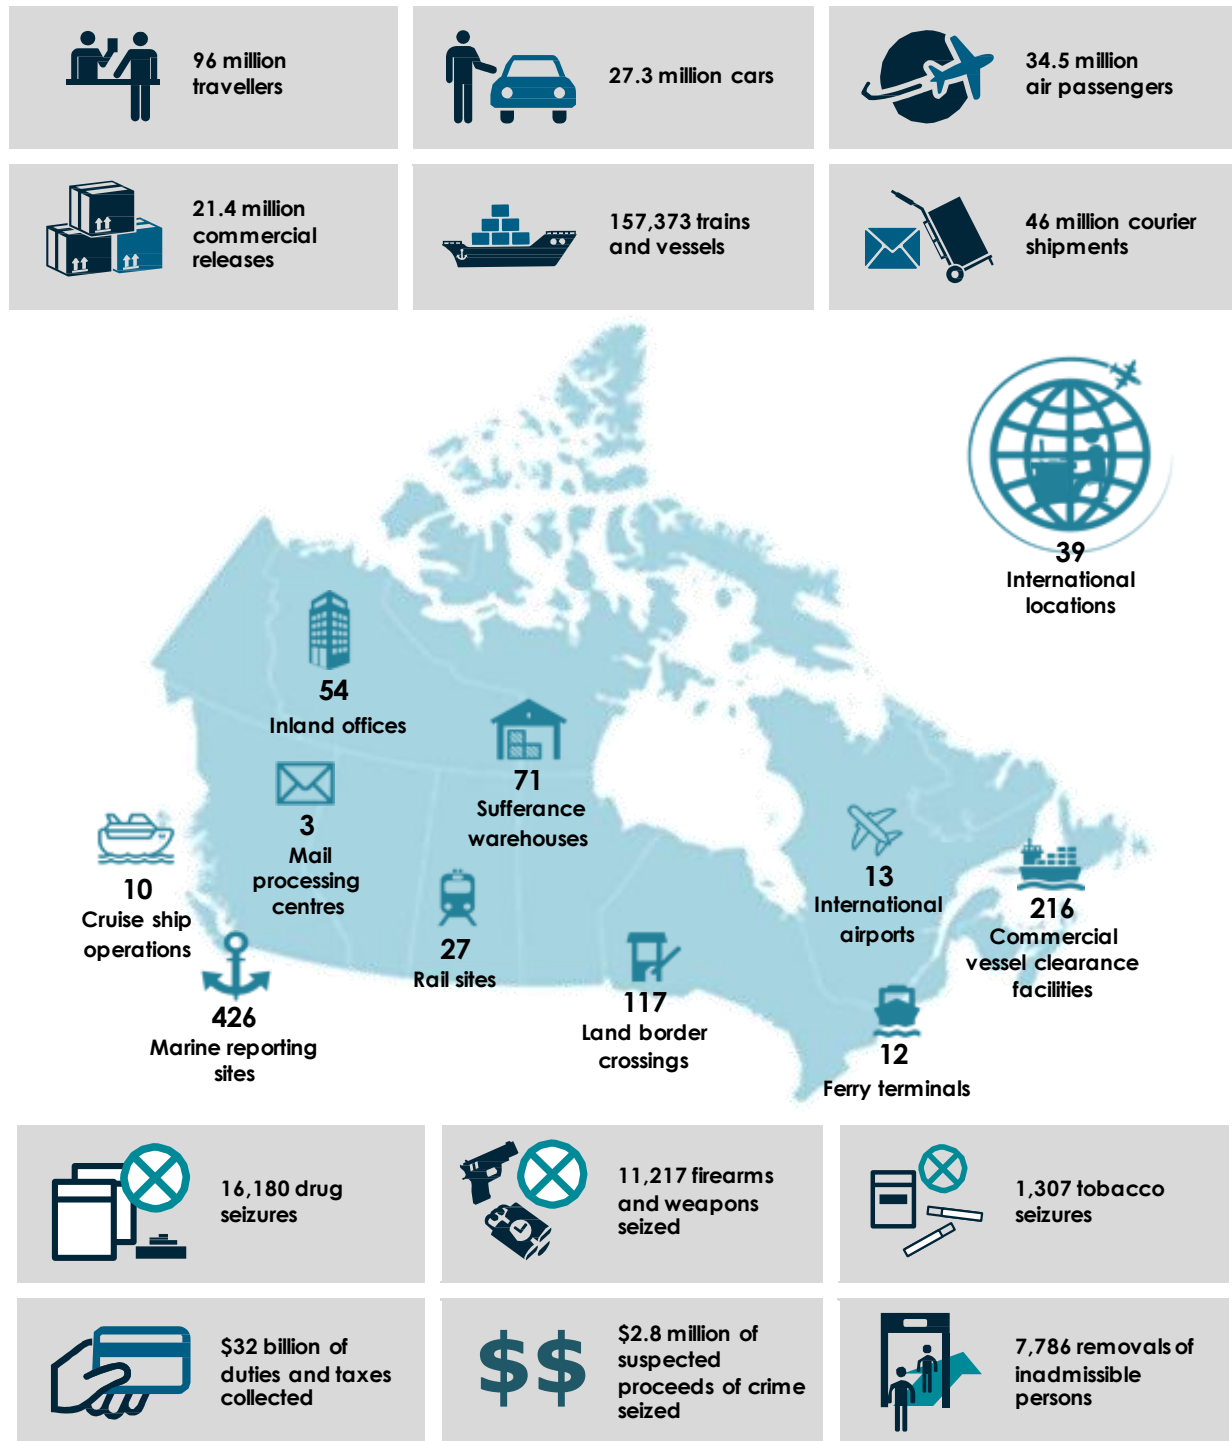 96 million
travellers
27.3 million cars
34.5 million
air passengers
21.4 million
commercial
releases
157,373 trains
and vessels
46 million courier
shipments
39
International
locations
54
Inland offices
71
Sufferance
warehouses
3
Mail
processing
centres
10
Cruise ship
operations
13
International
airports
216
Commercial
vessel clearance
facilities
27
Rail sites
426
Marine reporting
sites
117
Land border
crossings
12
Ferry terminals
16,180 drug
seizures
11,217 firearms
and weapons
seized
1,307 tobacco
seizures
$32 billion of
duties and taxes
collected
$$
$2.8 million of
suspected
proceeds of crime
seized
7,786 removals of
inadmissible
persons